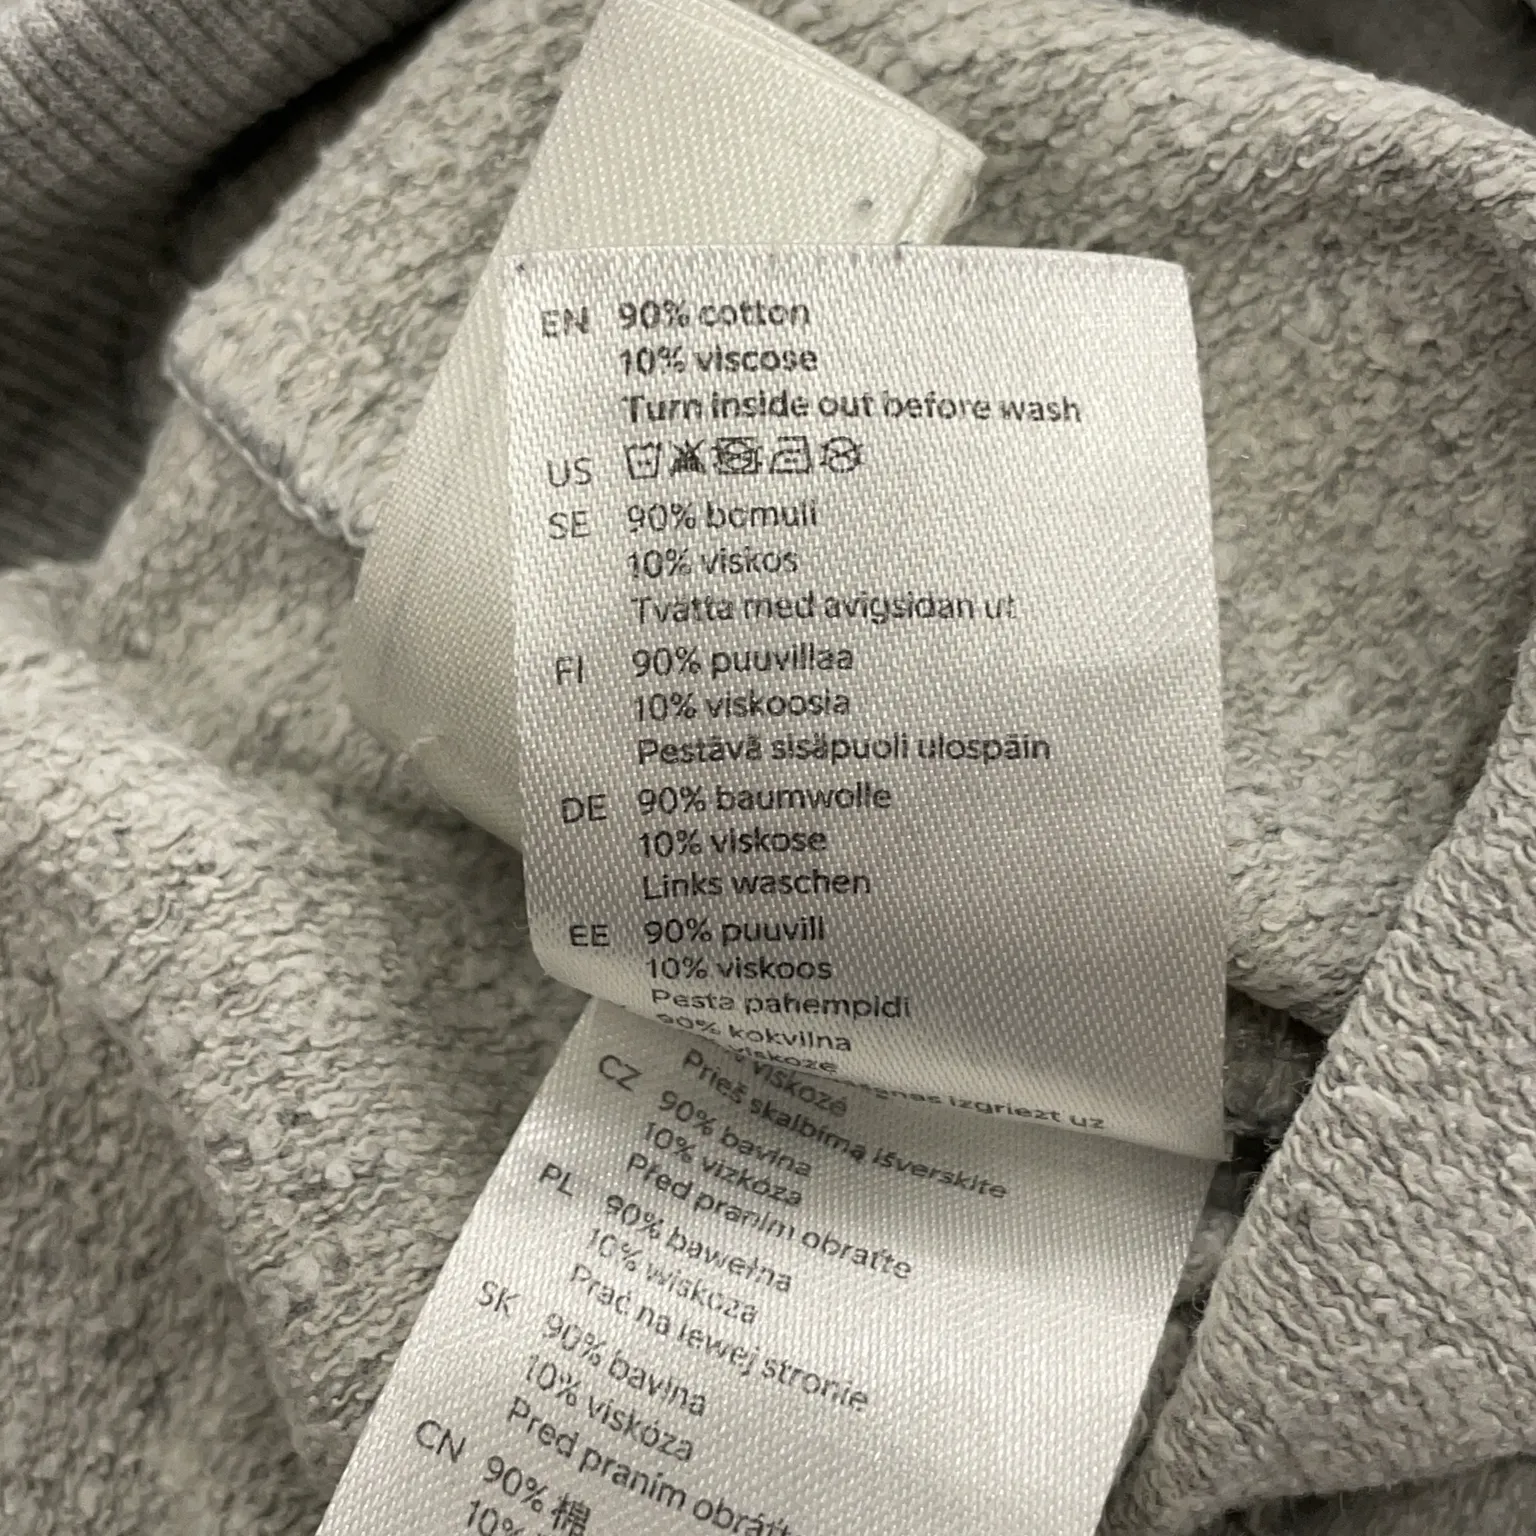 EN 90% cotton
10% viscose
Turn inside out before wash
US
SE 90% bomull
10% viskos
Tvätta med avigsidan ut
FI 90% puuvillaa
10% viskoosia
Pestävä sisäpuoli ulospäin
DE 90% baumwolle
10% viskose
Links waschen
EE 90% puuvill
10% viskoos
Pesta pahempidi
90% kokvilna
viskoze
izgriezt uz
viskozė
Prieš skalbimą išverskite
CZ 90% bavlna
10% vizkóza
Před praním obraťte
PL 90% bawełna
10% wiskoza
Prać na lewej stronie
SK 90% bavlna
10% viskóza
Pred praním obráťt
CN 90% 棉
10%